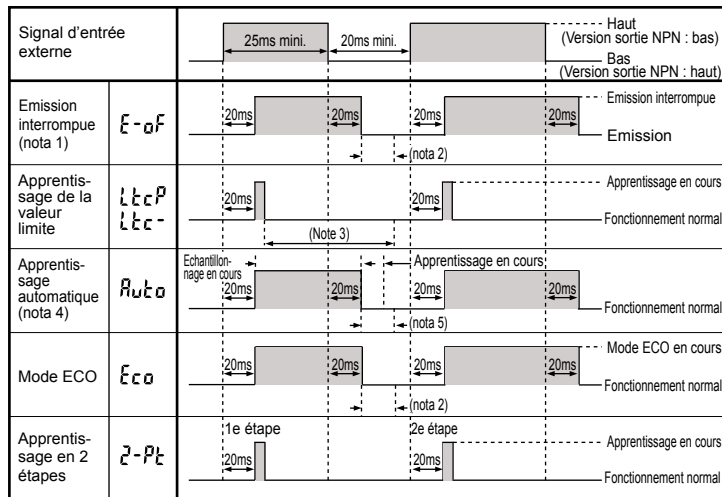 Signal d'entrée
externe
25ms mini.
20ms mini.
Haut
(Version sortie NPN : bas)
Bas
(Version sortie NPN : haut)
Emission
interrompue
(nota 1)
E-oF
20ms
20ms
20ms
20ms
(nota 2)
Emission interrompue
Emission
Apprentis-
sage de la
valeur
limite
LtcP
Ltc-
20ms
20ms
(Note 3)
Apprentissage en cours
Fonctionnement normal
Apprentis-
sage
automatique
(nota 4)
Auto
Echantillon-
nage en cours
Apprentissage en cours
20ms
20ms
20ms
20ms
(nota 5)
Fonctionnement normal
Mode ECO
Eco
20ms
20ms
20ms
20ms
(nota 2)
Mode ECO en cours
Fonctionnement normal
Apprentis-
sage en 2
étapes
2-Pt
1e étape
20ms
2e étape
20ms
Apprentissage en cours
Fonctionnement normal